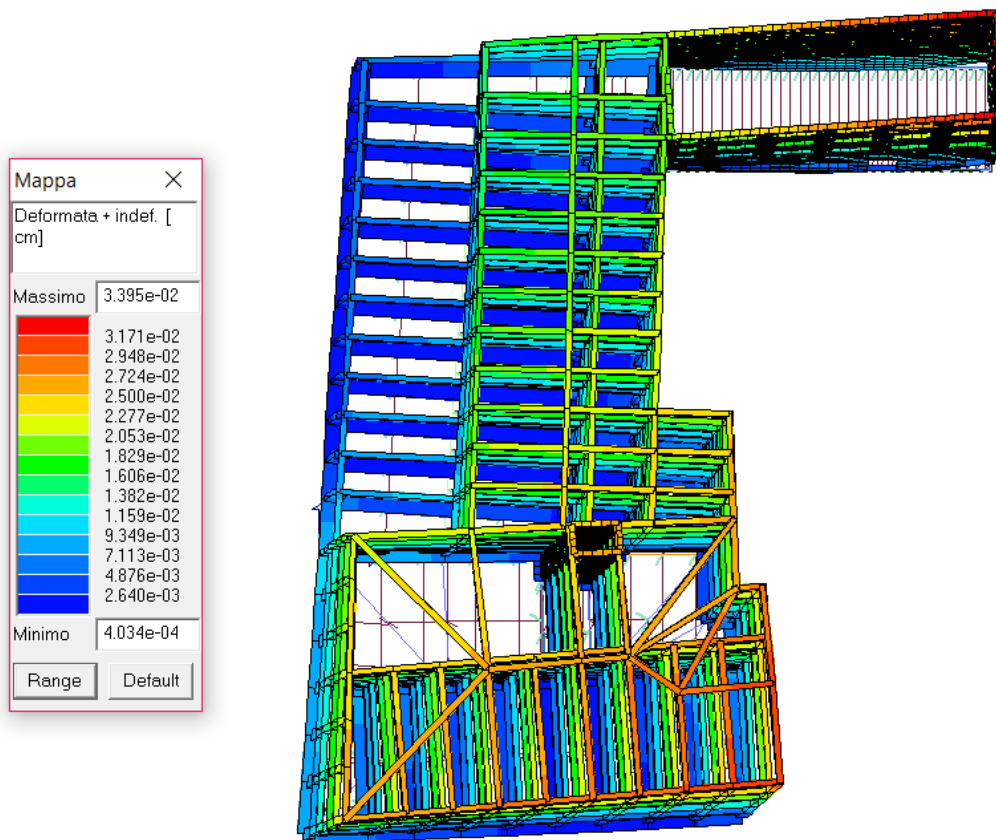 Mappa
Deformata + indef. [
cm]
Massimo 3.395e-02
3.171e-02
2.948e-02
2.724e-02
2.500e-02
2.277e-02
2.053e-02
1.829e-02
1.606e-02
1.382e-02
1.159e-02
9.349e-03
7.113e-03
4.876e-03
2.640e-03
Minimo 4.034e-04
Range Default